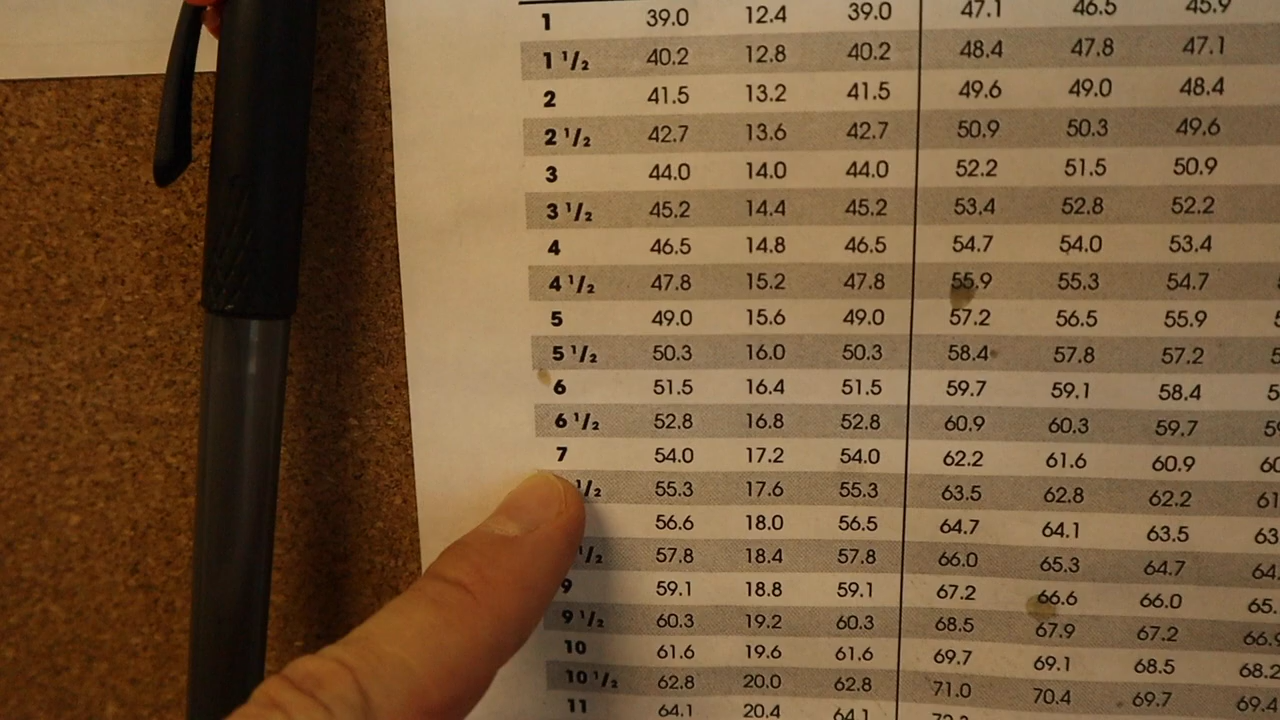 1 39.0 12.4 39.0 47.1 46.5 45.9
1 1/2 40.2 12.8 40.2 48.4 47.8 47.1
2 41.5 13.2 41.5 49.6 49.0 48.4
2 1/2 42.7 13.6 42.7 50.9 50.3 49.6
3 44.0 14.0 44.0 52.2 51.5 50.9
3 1/2 45.2 14.4 45.2 53.4 52.8 52.2
4 46.5 14.8 46.5 54.7 54.0 53.4
4 1/2 47.8 15.2 47.8 55.9 55.3 54.7
5 49.0 15.6 49.0 57.2 56.5 55.9
5 1/2 50.3 16.0 50.3 58.4 57.8 57.2
6 51.5 16.4 51.5 59.7 59.1 58.4
6 1/2 52.8 16.8 52.8 60.9 60.3 59.7
7 54.0 17.2 54.0 62.2 61.6 60.9
1/2 55.3 17.6 55.3 63.5 62.8 62.2
56.6 18.0 56.5 64.7 64.1 63.5
1/2 57.8 18.4 57.8 66.0 65.3 64.7
9 59.1 18.8 59.1 67.2 66.6 66.0
9 1/2 60.3 19.2 60.3 68.5 67.9 67.2
10 61.6 19.6 61.6 69.7 69.1 68.5 68.2
10 1/2 62.8 20.0 62.8 71.0 70.4 69.7 69.4
11 64.1 20.4 64.1